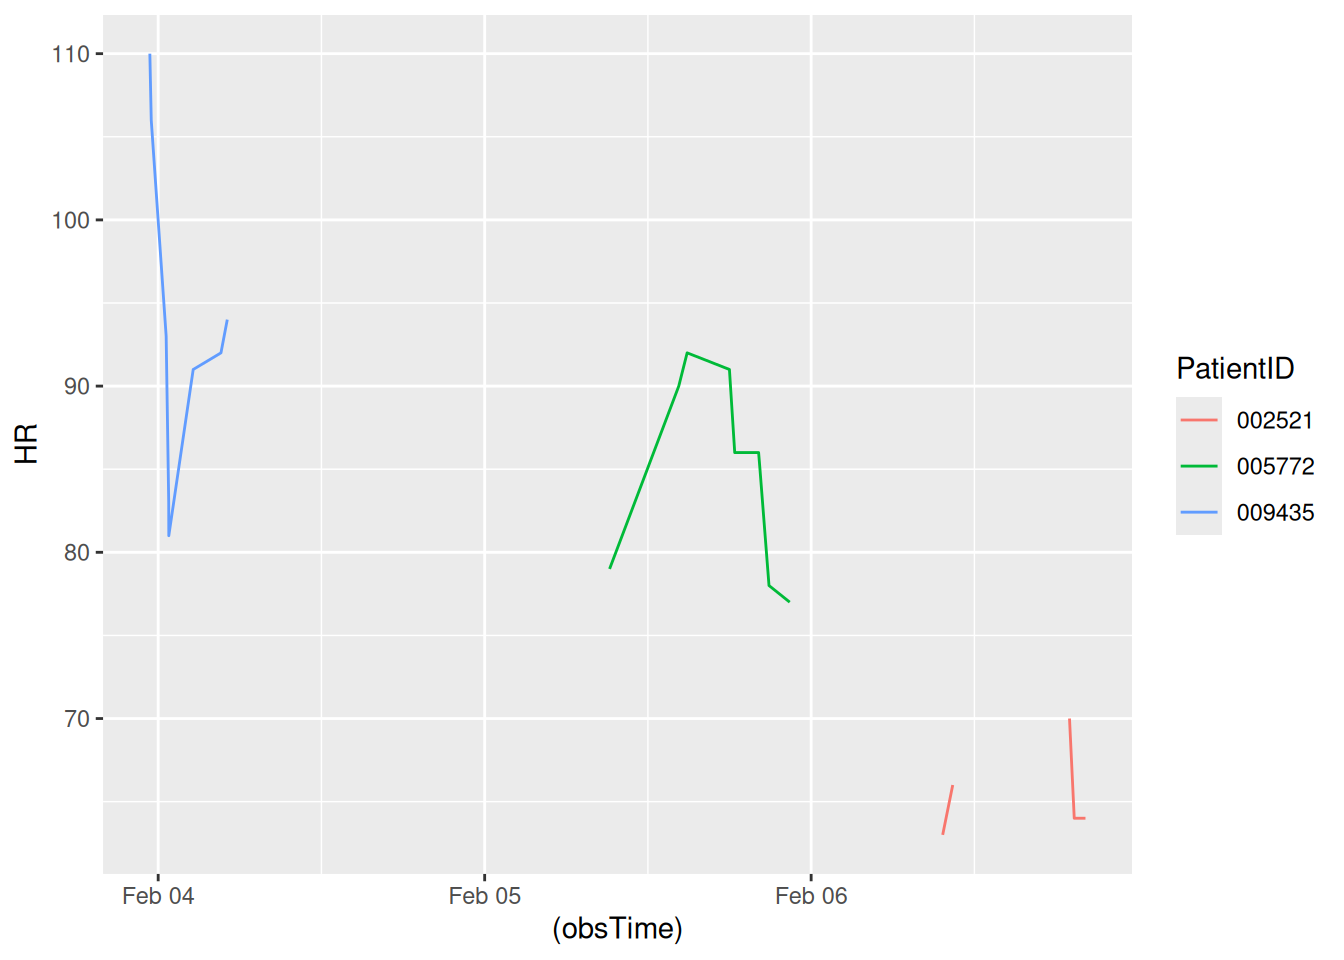 110
100
90
80
70
HR
Feb 04
Feb 05
Feb 06
(obsTime)
PatientID
002521
005772
009435